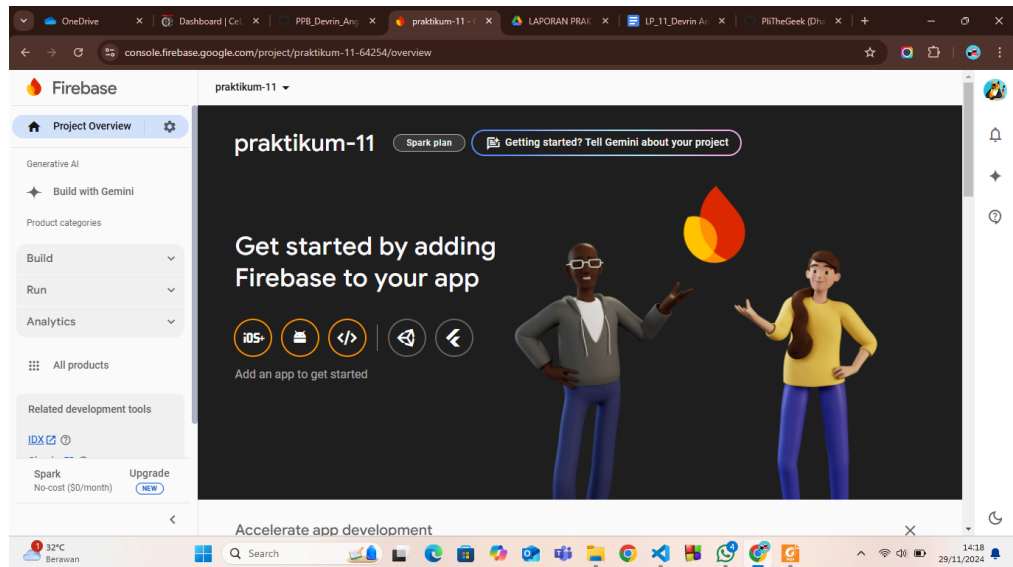 OneDrive
Dashboard | Cel
PPB_Devrin_Ang
praktikum-11 -
LAPORAN PRAK
LP_11_Devrin An
PliTheGeek (Dha
console.firebase.google.com/project/praktikum-11-64254/overview
Firebase
praktikum-11
Project Overview
praktikum-11
Spark plan
Getting started? Tell Gemini about your project
Generative AI
Build with Gemini
Product categories
Build
Run
Analytics
All products
Related development tools
IDX
Get started by adding
Firebase to your app
iOS+
</>
Add an app to get started
Spark
No-cost ($0/month)
Upgrade
NEW
Accelerate app development
1
32°C
Berawan
Search
4
14:18
29/11/2024